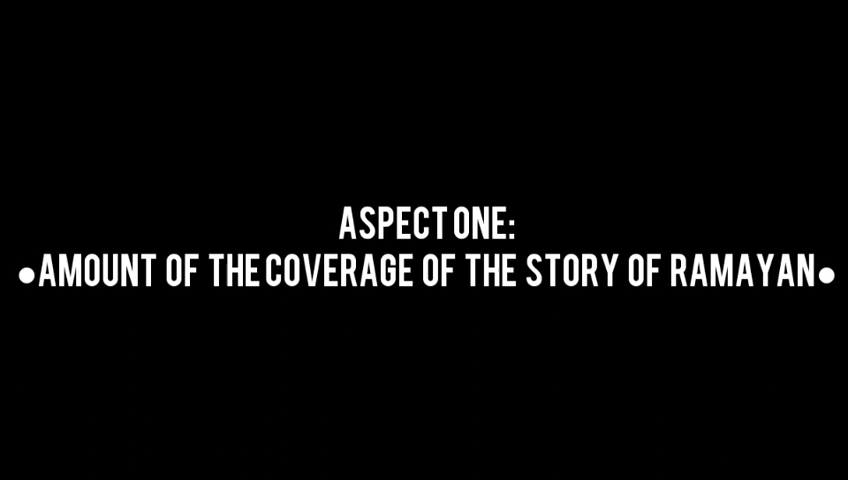 ASPECT ONE:
•AMOUNT OF THE COVERAGE OF THE STORY OF RAMAYAN•